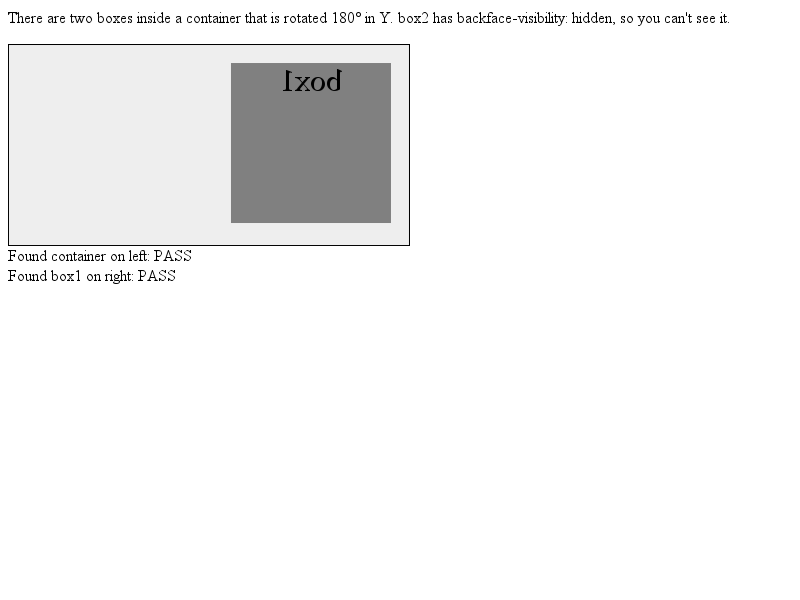 There are two boxes inside a container that is rotated 180° in Y. box2 has backface-visibility: hidden, so you can't see it.
box1
Found container on left: PASS
Found box1 on right: PASS